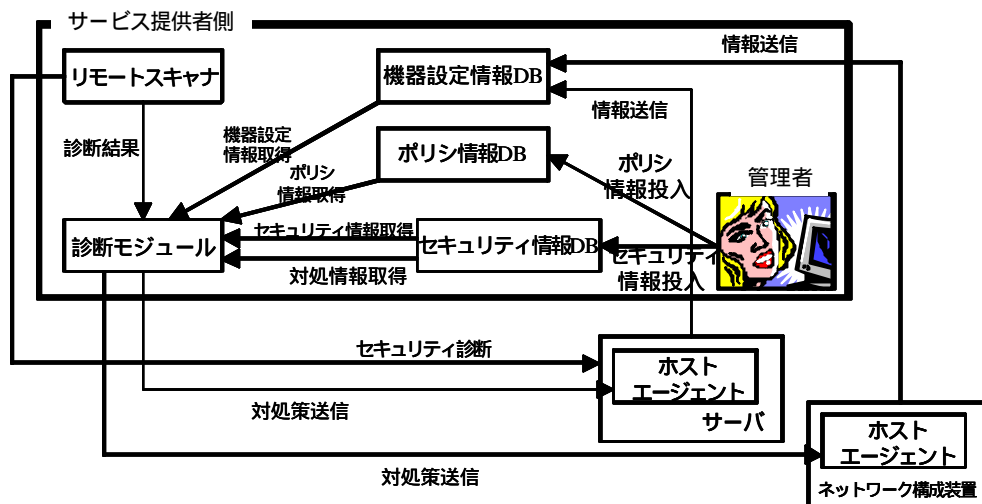 サービス提供者側
情報送信
リモートスキャナ
機器設定情報DB
情報送信
診断結果
機器設定
情報取得
ポリシ情報DB
ポリシ
情報取得
ポリシ
情報投入
管理者
診断モジュール
セキュリティ情報取得
セキュリティ情報DB
対処情報取得
セキュリティ
情報投入
セキュリティ診断
ホスト
エージェント
サーバ
対処策送信
ホスト
エージェント
対処策送信
ネットワーク構成装置